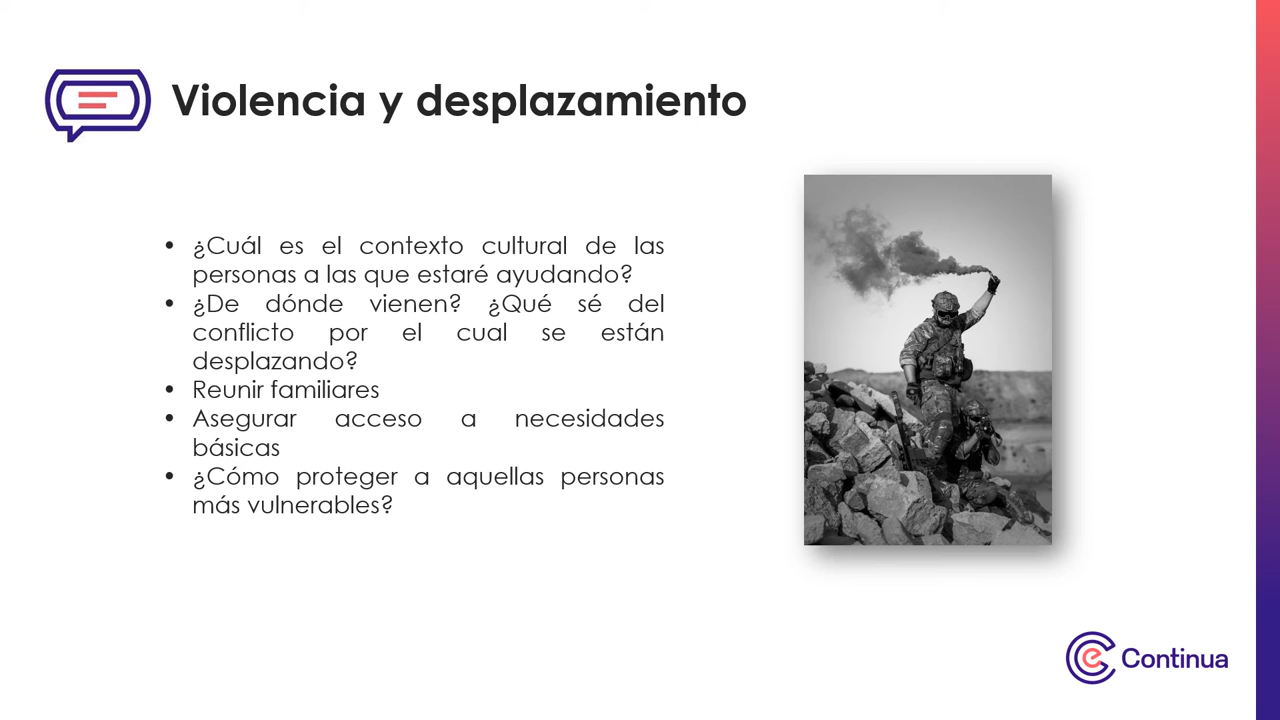 Violencia y desplazamiento
• ¿Cuál es el contexto cultural de las
personas a las que estaré ayudando?
• ¿De dónde vienen? ¿Qué sé del
conflicto por el cual se están
desplazando?
• Reunir familiares
• Asegurar acceso a necesidades
básicas
• ¿Cómo proteger a aquellas personas
más vulnerables?
e Continua